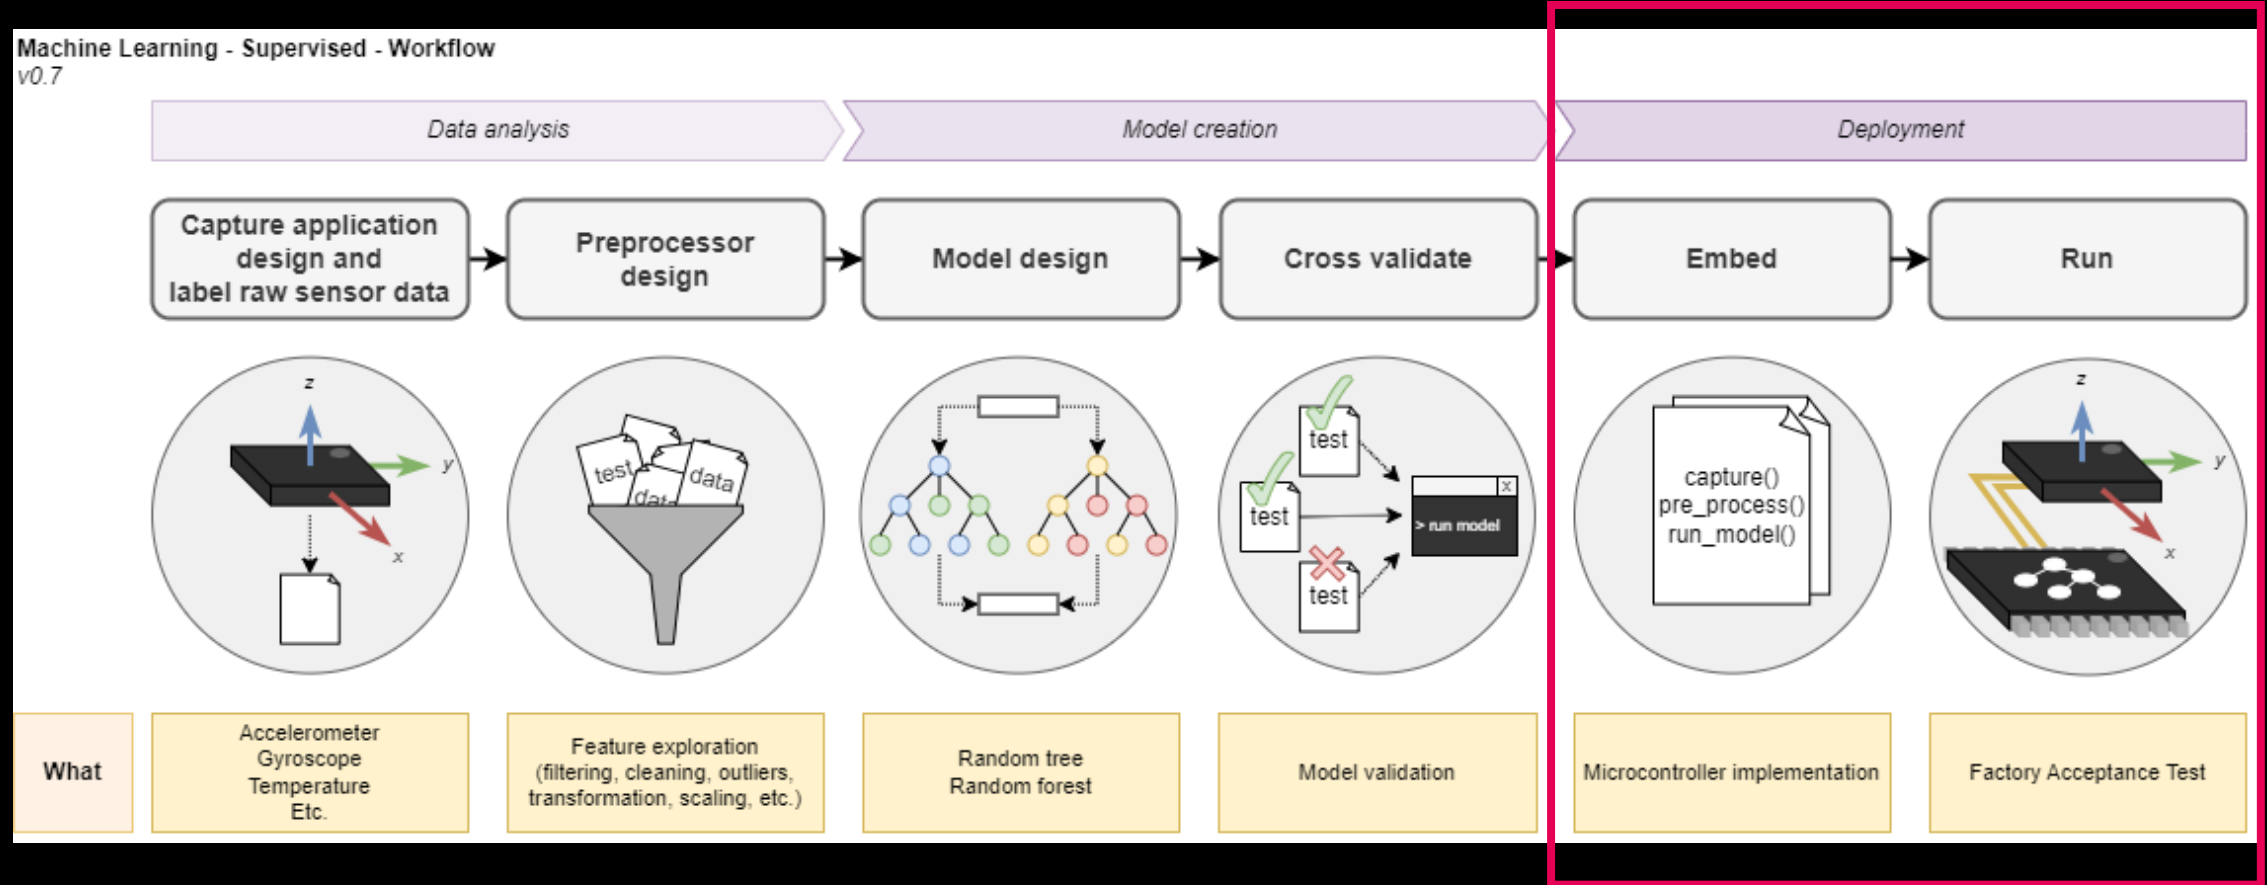 Machine Learning - Supervised - Workflow
v0.7
Data analysis
Model creation
Deployment
Capture application
design and
label raw sensor data
Preprocessor
design
Model design
Cross validate
Embed
Run
z
y
x
test
data
data
test
test
test
x
> run model
capture()
pre_process()
run_model()
z
y
x
What
Accelerometer
Gyroscope
Temperature
Etc.
Feature exploration
(filtering, cleaning, outliers,
transformation, scaling, etc.)
Random tree
Random forest
Model validation
Microcontroller implementation
Factory Acceptance Test